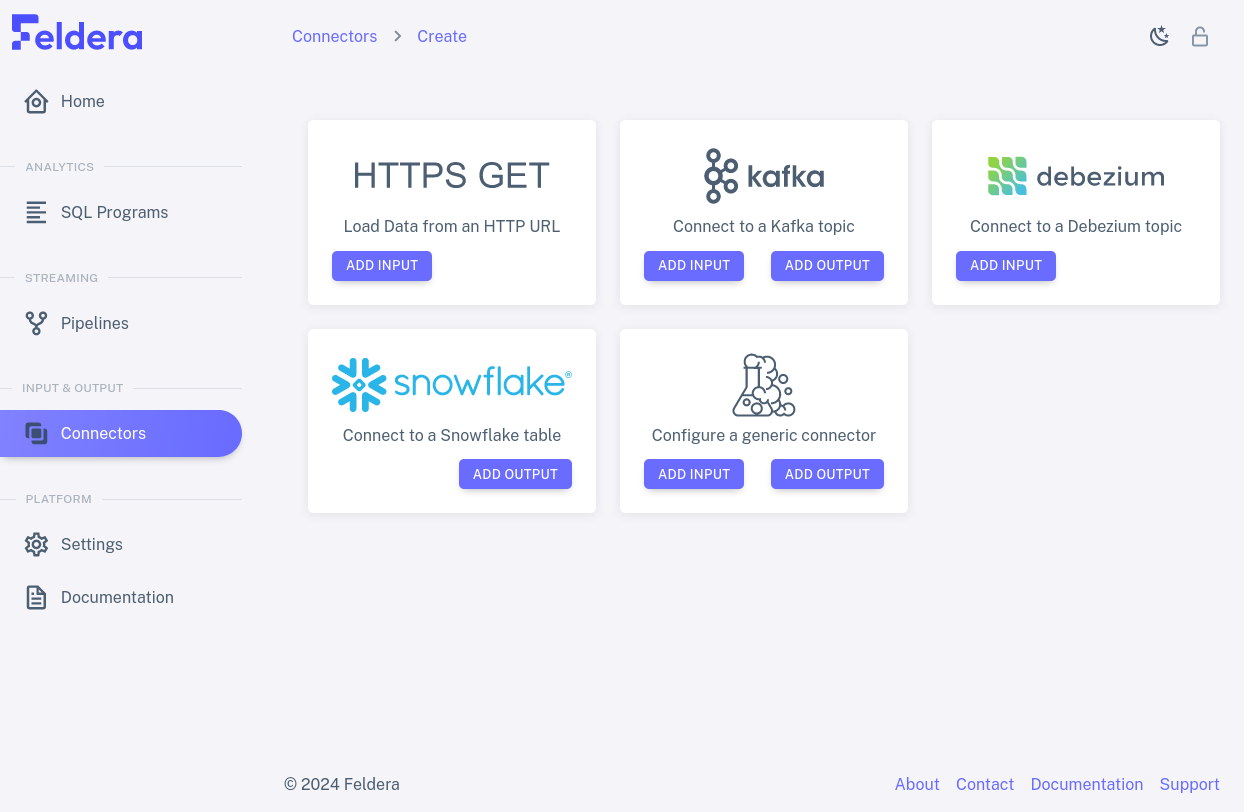 Feldera
Connectors > Create
Home
ANALYTICS
SQL Programs
STREAMING
Pipelines
INPUT & OUTPUT
Connectors
PLATFORM
Settings
Documentation
HTTPS GET
Load Data from an HTTP URL
ADD INPUT
kafka
Connect to a Kafka topic
ADD INPUT ADD OUTPUT
debezium
Connect to a Debezium topic
ADD INPUT
snowflake®
Connect to a Snowflake table
ADD OUTPUT
Configure a generic connector
ADD INPUT ADD OUTPUT
© 2024 Feldera
About Contact Documentation Support